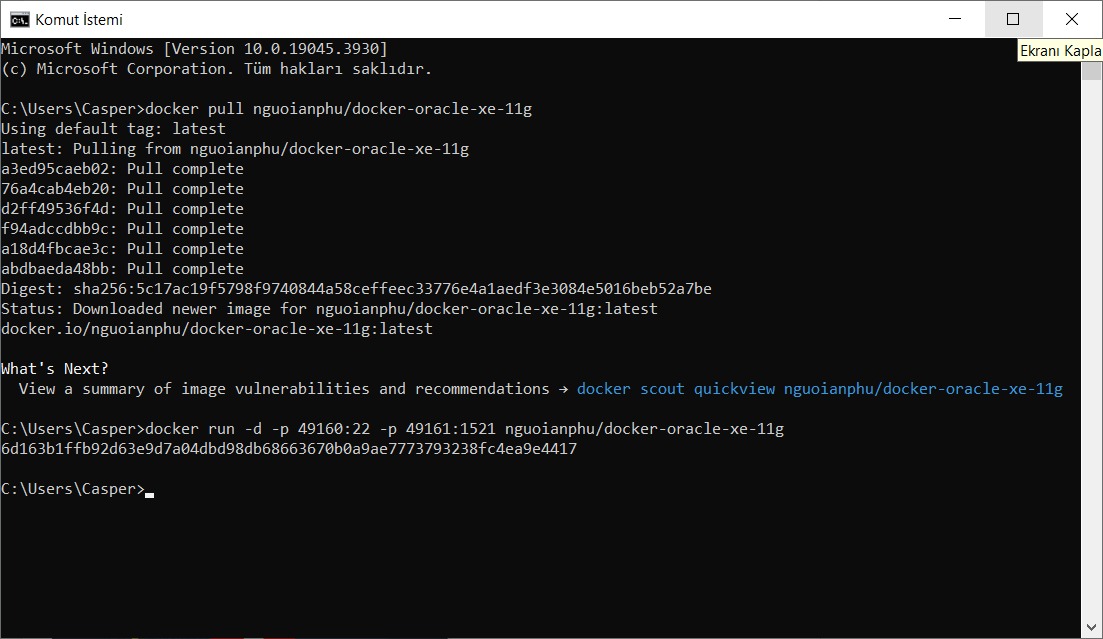 Komut İstemi
Ekranı Kapla
Microsoft Windows [Version 10.0.19045.3930]
(c) Microsoft Corporation. Tüm hakları saklıdır.
C:\Users\Casper>docker pull nguoianphu/docker-oracle-xe-11g
Using default tag: latest
latest: Pulling from nguoianphu/docker-oracle-xe-11g
a3ed95caeb02: Pull complete
76a4cab4eb20: Pull complete
d2ff49536f4d: Pull complete
f94adccdbb9c: Pull complete
a18d4fbcae3c: Pull complete
abdbaeda48bb: Pull complete
Digest: sha256:5c17ac19f5798f9740844a58ceffeec33776e4a1aedf3e3084e5016beb52a7be
Status: Downloaded newer image for nguoianphu/docker-oracle-xe-11g:latest
docker.io/nguoianphu/docker-oracle-xe-11g:latest
What's Next?
View a summary of image vulnerabilities and recommendations → docker scout quickview nguoianphu/docker-oracle-xe-11g
C:\Users\Casper>docker run -d -p 49160:22 -p 49161:1521 nguoianphu/docker-oracle-xe-11g
6d163b1ffb92d63e9d7a04dbd98db68663670b0a9ae7773793238fc4ea9e4417
C:\Users\Casper>